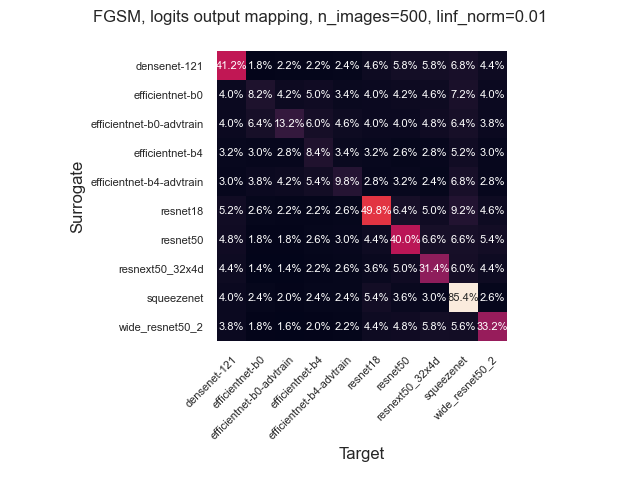 FGSM, logits output mapping, n_images=500, linf_norm=0.01
Surrogate
densenet-121 41.2% 1.8% 2.2% 2.2% 2.4% 4.6% 5.8% 5.8% 6.8% 4.4%
efficientnet-b0 4.0% 8.2% 4.2% 5.0% 3.4% 4.0% 4.2% 4.6% 7.2% 4.0%
efficientnet-b0-advtrain 4.0% 6.4% 13.2% 6.0% 4.6% 4.0% 4.0% 4.8% 6.4% 3.8%
efficientnet-b4 3.2% 3.0% 2.8% 8.4% 3.4% 3.2% 2.6% 2.8% 5.2% 3.0%
efficientnet-b4-advtrain 3.0% 3.8% 4.2% 5.4% 9.8% 2.8% 3.2% 2.4% 6.8% 2.8%
resnet18 5.2% 2.6% 2.2% 2.2% 2.6% 49.8% 6.4% 5.0% 9.2% 4.6%
resnet50 4.8% 1.8% 1.8% 2.6% 3.0% 4.4% 40.0% 6.6% 6.6% 5.4%
resnext50_32x4d 4.4% 1.4% 1.4% 2.2% 2.6% 3.6% 5.0% 31.4% 6.0% 4.4%
squeezenet 4.0% 2.4% 2.0% 2.4% 2.4% 5.4% 3.6% 3.0% 85.4% 2.6%
wide_resnet50_2 3.8% 1.8% 1.6% 2.0% 2.2% 4.4% 4.8% 5.8% 5.6% 33.2%
densenet-121
efficientnet-b0
efficientnet-b0-advtrain
efficientnet-b4
efficientnet-b4-advtrain
resnet18
resnet50
resnext50_32x4d
squeezenet
wide_resnet50_2
Target